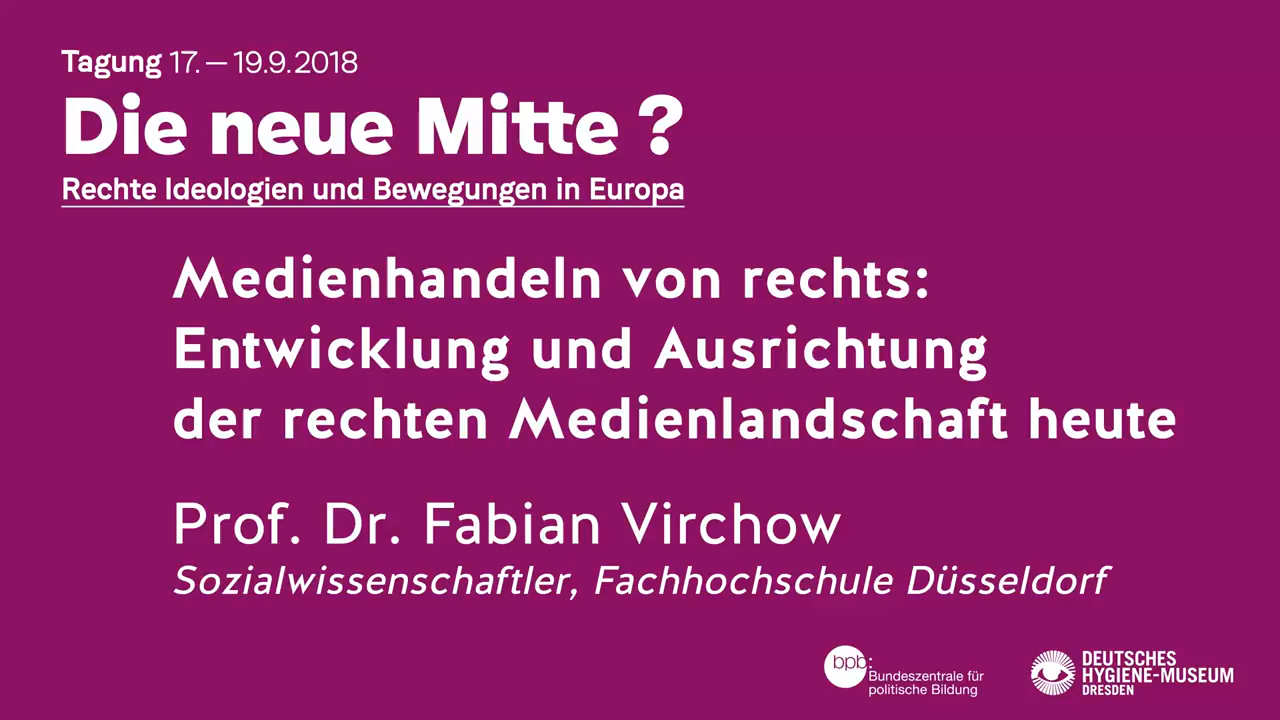 Tagung 17. – 19.9.2018
Die neue Mitte ?
Rechte Ideologien und Bewegungen in Europa
Medienhandeln von rechts:
Entwicklung und Ausrichtung
der rechten Medienlandschaft heute
Prof. Dr. Fabian Virchow
Sozialwissenschaftler, Fachhochschule Düsseldorf
bpb:
Bundeszentrale für
politische Bildung
DEUTSCHES
HYGIENE-MUSEUM
DRESDEN